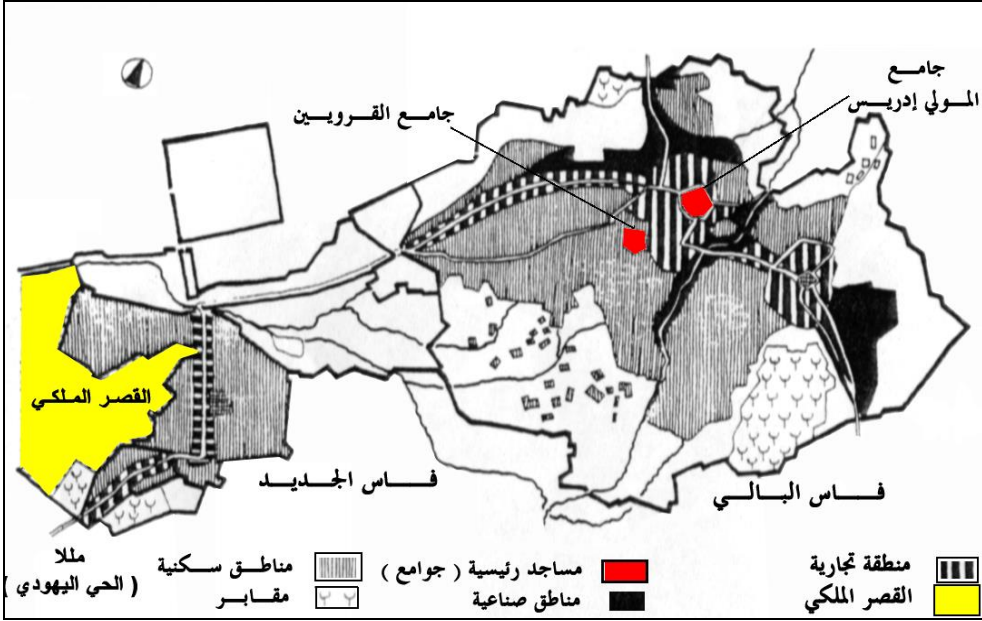 جامع
المولي إدريس
جامع القرويين
القصر الملكي
فاس الجديد
فاس البالي
مللا
( الحي اليهودي )
مناطق سكنية
مقابر
مساجد رئيسية ( جوامع )
مناطق صناعية
منطقة تجارية
القصر الملكي